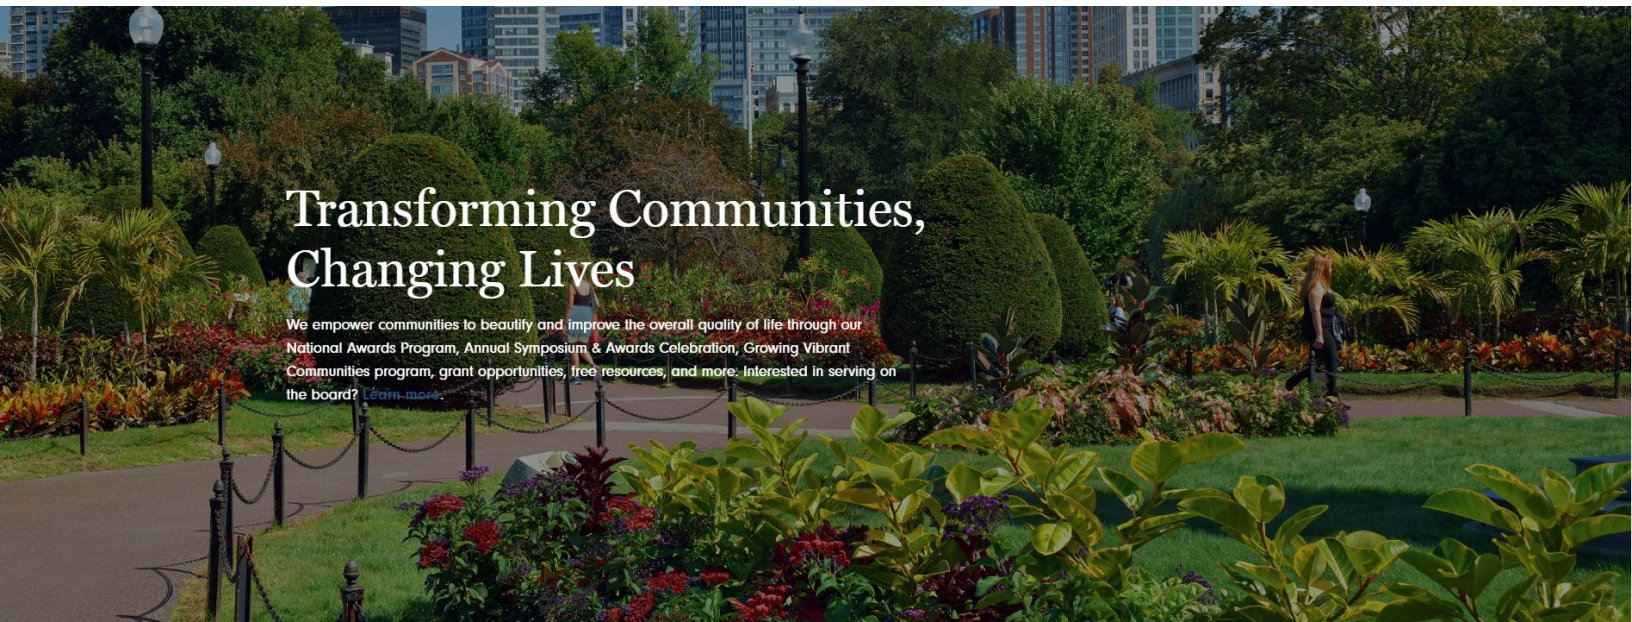 Transforming Communities,
Changing Lives
We empower communities to beautify and improve the overall quality of life through our
National Awards Program, Annual Symposium & Awards Celebration, Growing Vibrant
Communities program, grant opportunities, free resources, and more. Interested in serving on
the board? Learn more.